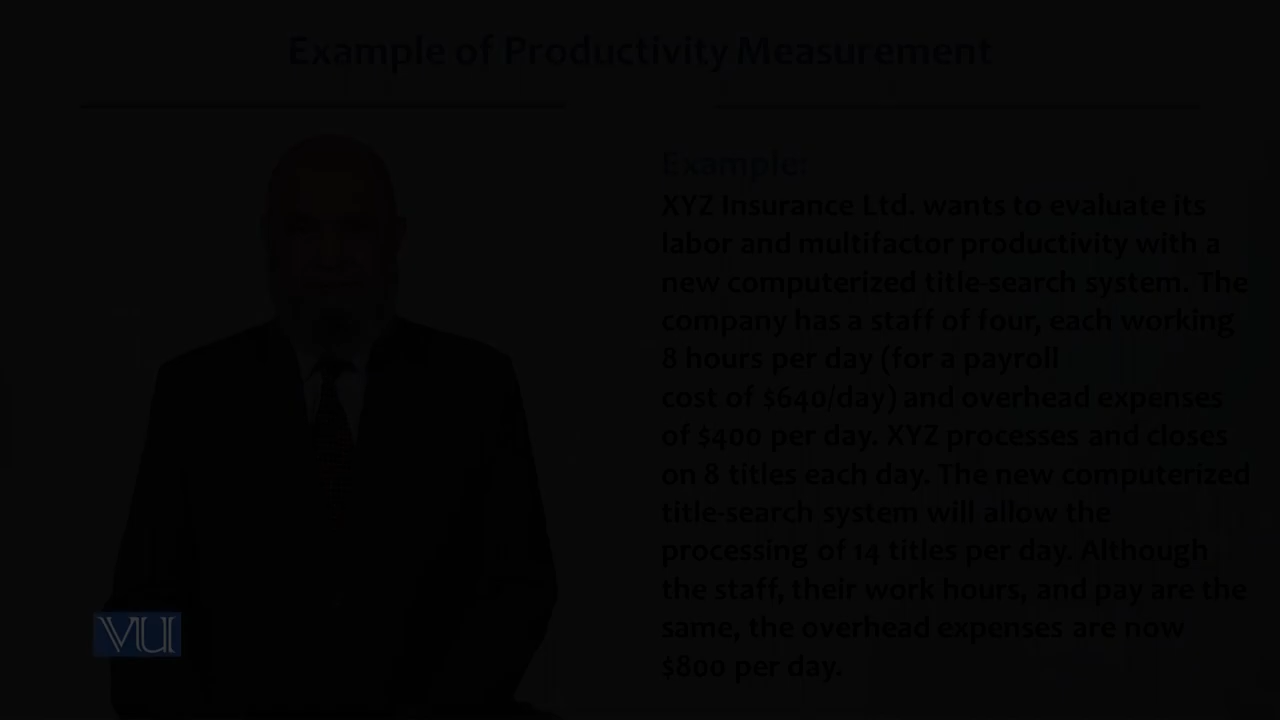 Example of Productivity Measurement
Example:
XYZ Insurance Ltd. wants to evaluate its
labor and multifactor productivity with a
new computerized title-search system. The
company has a staff of four, each working
8 hours per day (for a payroll
cost of $640/day) and overhead expenses
of $400 per day. XYZ processes and closes
on 8 titles each day. The new computerized
title-search system will allow the
processing of 14 titles per day. Although
the staff, their work hours, and pay are the
same, the overhead expenses are now
$800 per day.
VU